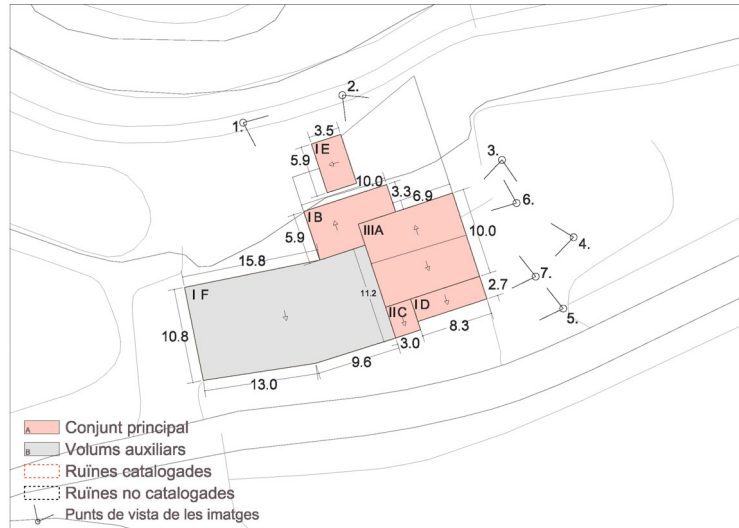 2.
1.
3.5
I E
5.9
10.0
3.
3.3
6.9
6.
I B
IIIA
5.9
10.0
4.
15.8
7.
11.2
2.7
I F
II C
I D
5.
10.8
8.3
3.0
9.6
13.0
A Conjunt principal
B Volums auxiliars
Ruïnes catalogades
Ruïnes no catalogades
Punts de vista de les imatges